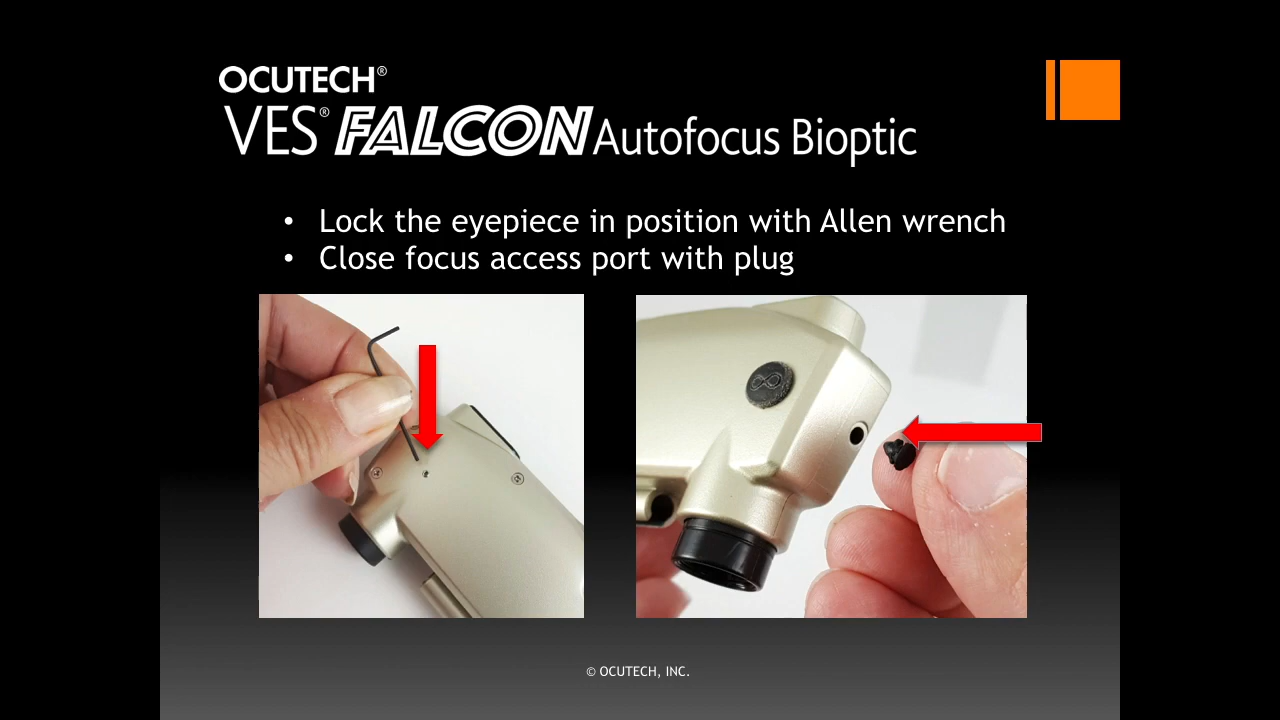 OCUTECH®
VES® FALCON Autofocus Bioptic
• Lock the eyepiece in position with Allen wrench
• Close focus access port with plug
∞
© OCUTECH, INC.